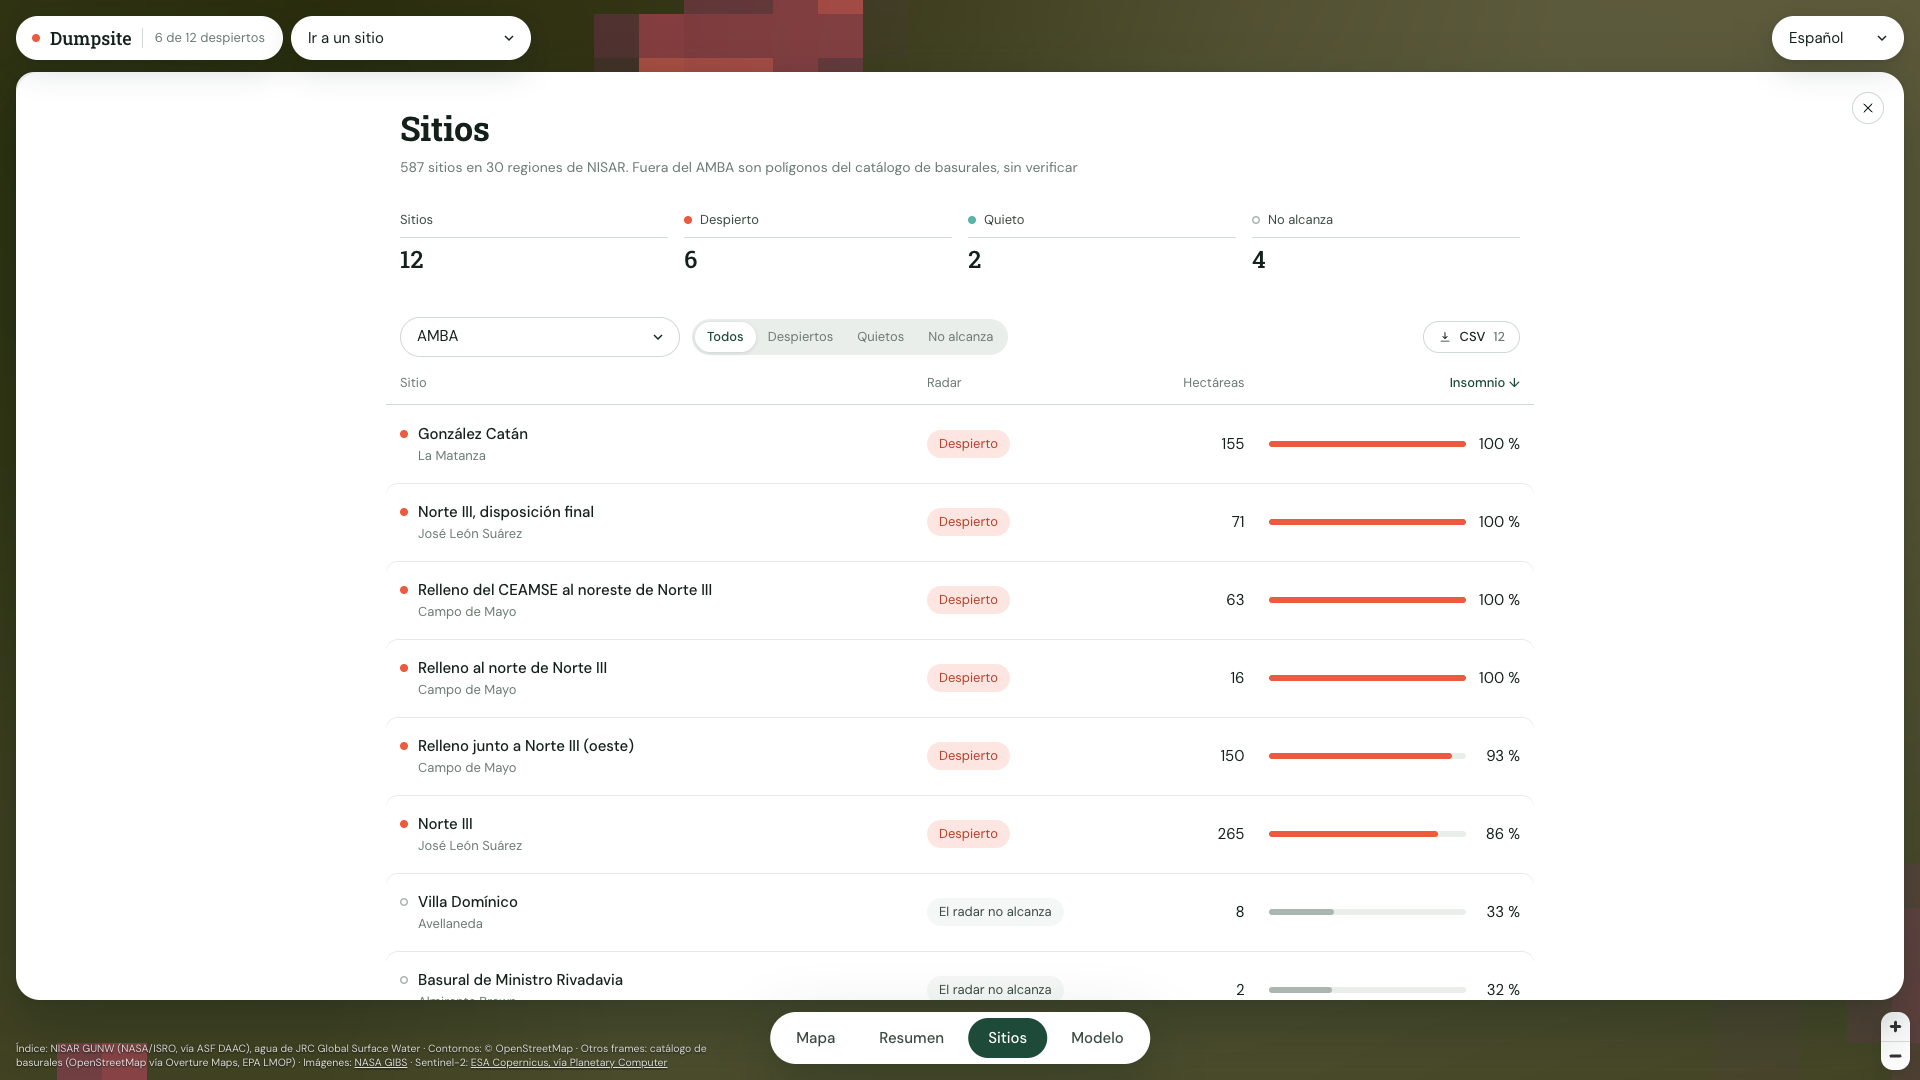 Dumpsite
6 de 12 despiertos
Ir a un sitio
Español
Sitios
587 sitios en 30 regiones de NISAR. Fuera del AMBA son polígonos del catálogo de basurales, sin verificar
Sitios
Despierto
Quieto
No alcanza
12
6
2
4
AMBA
Todos
Despiertos
Quietos
No alcanza
CSV 12
Sitio
Radar
Hectáreas
Insomnio ↓
González Catán
La Matanza
Despierto
155
100 %
Norte III, disposición final
José León Suárez
Despierto
71
100 %
Relleno del CEAMSE al noreste de Norte III
Campo de Mayo
Despierto
63
100 %
Relleno al norte de Norte III
Campo de Mayo
Despierto
16
100 %
Relleno junto a Norte III (oeste)
Campo de Mayo
Despierto
150
93 %
Norte III
José León Suárez
Despierto
265
86 %
Villa Domínico
Avellaneda
El radar no alcanza
8
33 %
Basural de Ministro Rivadavia
El radar no alcanza
2
32 %
Mapa
Resumen
Sitios
Modelo
Índice: NISAR GUNW (NASA/ISRO, vía ASF DAAC), agua de JRC Global Surface Water · Contornos: © OpenStreetMap · Otros frames: catálogo de
basurales (OpenStreetMap vía Overture Maps, EPA LMOP) · Imágenes: NASA GIBS · Sentinel-2: ESA Copernicus, vía Planetary Computer